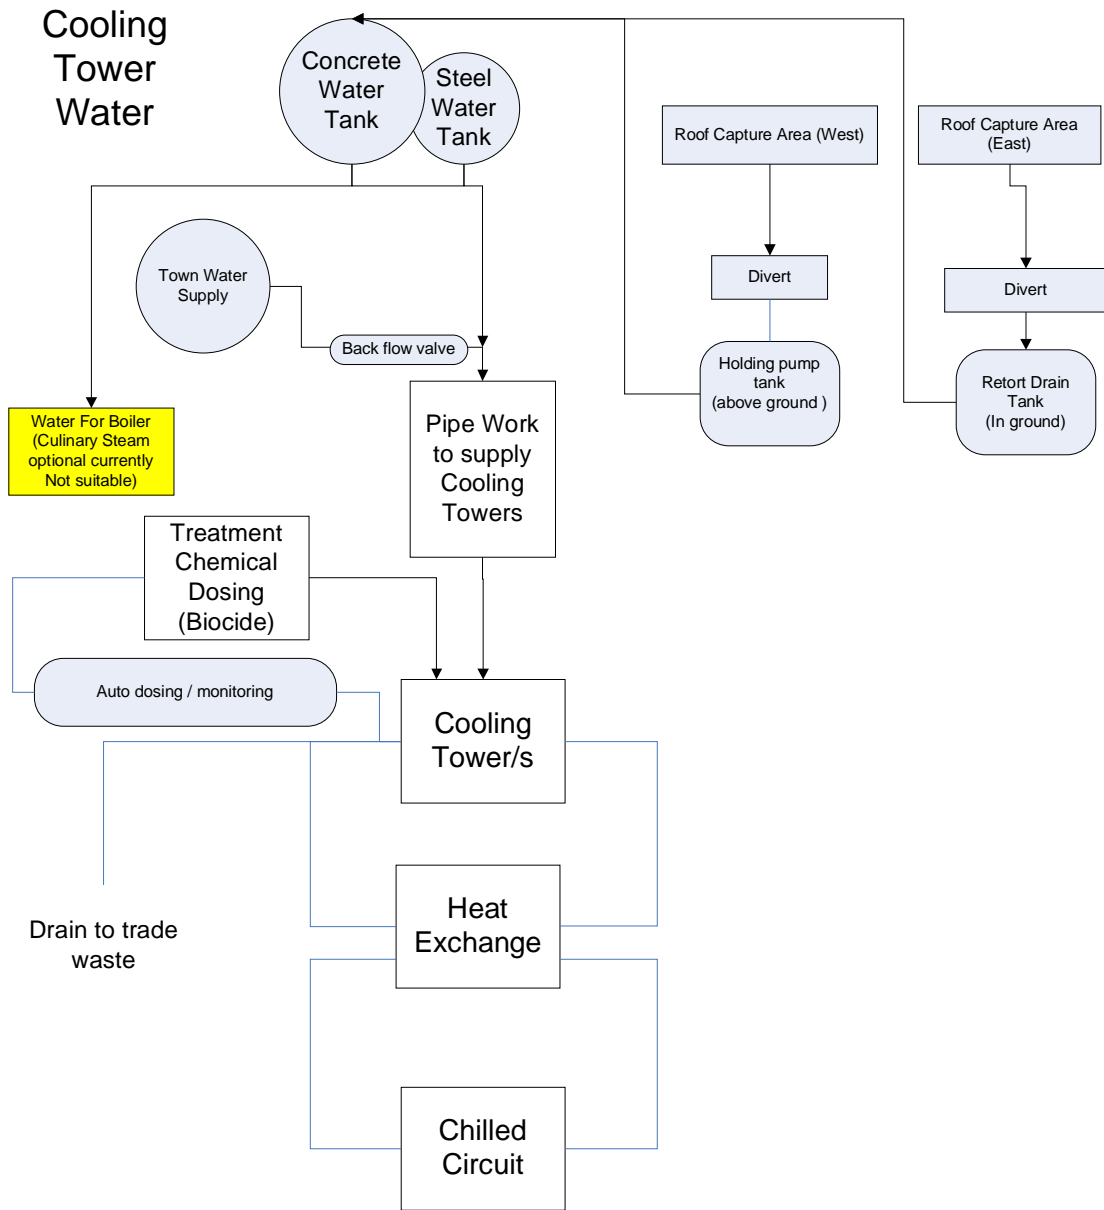 Cooling
Tower
Water
Concrete
Water
Tank
Steel
Water
Tank
Roof Capture Area (West)
Roof Capture Area
(East)
Town Water
Supply
Divert
Divert
Back flow valve
Holding pump
tank
(above ground )
Retort Drain
Tank
(In ground)
Water For Boiler
(Culinary Steam
optional currently
Not suitable)
Pipe Work
to supply
Cooling
Towers
Treatment
Chemical
Dosing
(Biocide)
Auto dosing / monitoring
Cooling
Tower/s
Heat
Exchange
Drain to trade
waste
Chilled
Circuit